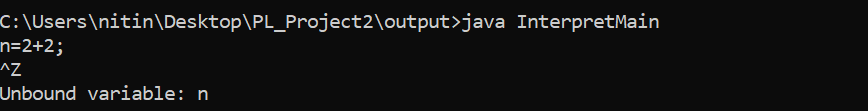 C:\Users\nitin\Desktop\PL_Project2\output>java InterpretMain
n=2+2;
^Z
Unbound variable: n